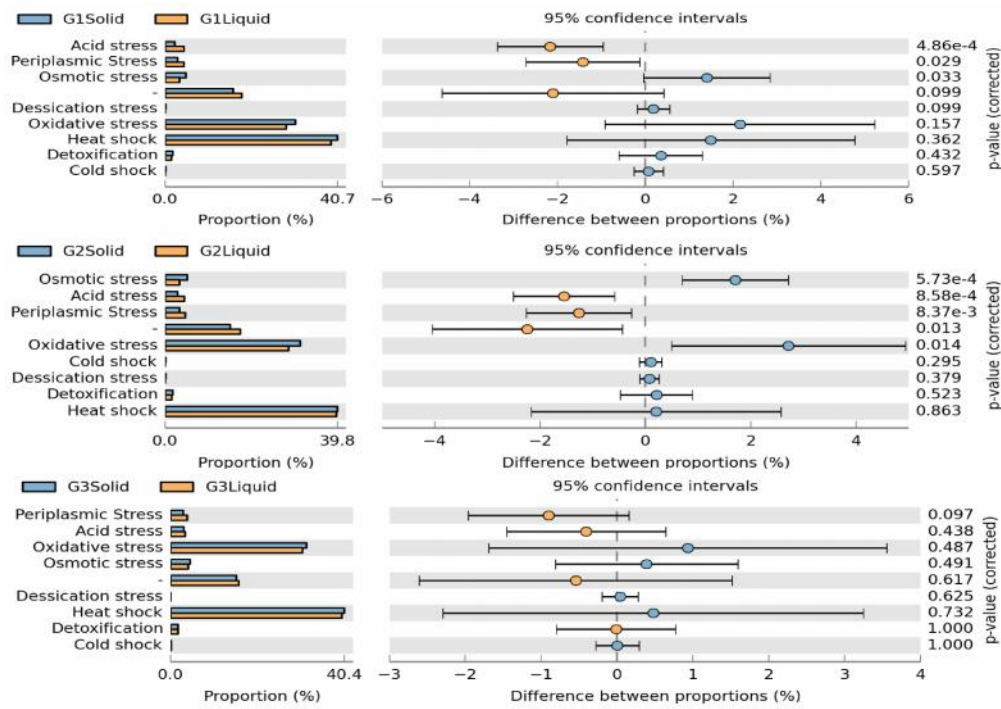 G1Solid G1Liquid 95% confidence intervals
Acid stress 4.86e-4
Periplasmic Stress 0.029
Osmotic stress 0.033
- 0.099
Dessication stress 0.099
Oxidative stress 0.157
Heat shock 0.362
Detoxification 0.432
Cold shock 0.597
p-value (corrected)
0.0 40.7 −6 −4 −2 0 2 4 6
Proportion (%) Difference between proportions (%)
G2Solid G2Liquid 95% confidence intervals
Osmotic stress 5.73e-4
Acid stress 8.58e-4
Periplasmic Stress 8.37e-3
- 0.013
Oxidative stress 0.014
Cold shock 0.295
Dessication stress 0.379
Detoxification 0.523
Heat shock 0.863
p-value (corrected)
0.0 39.8 −4 −2 0 2 4
Proportion (%) Difference between proportions (%)
G3Solid G3Liquid 95% confidence intervals
Periplasmic Stress 0.097
Acid stress 0.438
Oxidative stress 0.487
Osmotic stress 0.491
- 0.617
Dessication stress 0.625
Heat shock 0.732
Detoxification 1.000
Cold shock 1.000
p-value (corrected)
0.0 40.4 −3 −2 −1 0 1 2 3 4
Proportion (%) Difference between proportions (%)